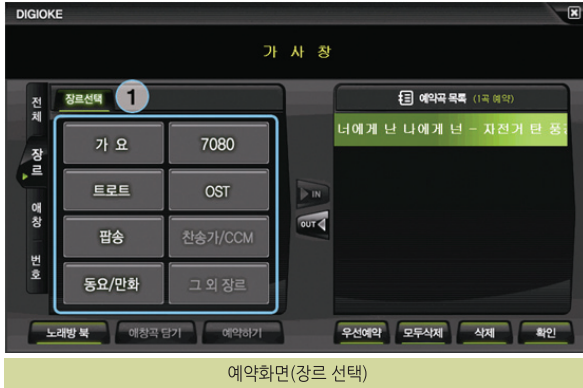 DIGIOKE
가 사 창
전체
장르
애창
번호
장르선택 1
가 요
7080
트로트
OST
팝송
찬송가/CCM
동요/만화
그 외 장르
IN
OUT
예약곡 목록 (1곡 예약)
너에게 난 나에게 넌 - 자전거 탄 풍
노래방 북
애창곡 담기
예약하기
우선예약
모두삭제
삭제
확인
예약화면(장르 선택)